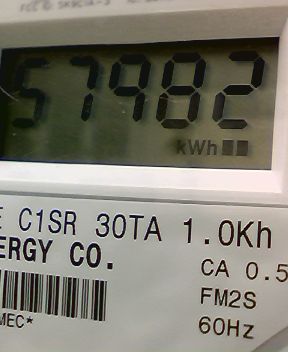 57982
kWh
E C1SR 30TA 1.0Kh
ERGY CO.
CA 0.5
FM2S
MEC*
60Hz